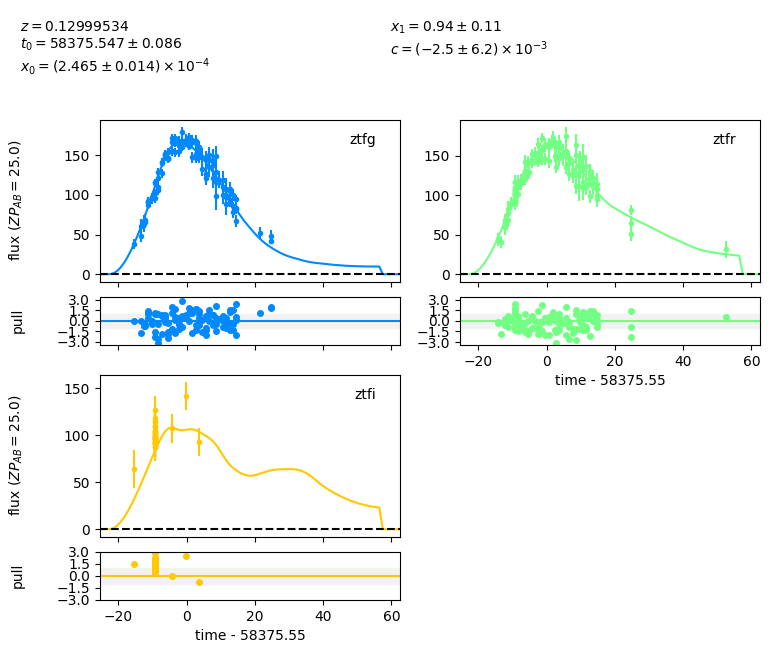 z = 0.12999534
t₀ = 58375.547 ± 0.086
x₀ = (2.465 ± 0.014) × 10⁻⁴
x₁ = 0.94 ± 0.11
c = (−2.5 ± 6.2) × 10⁻³
flux (ZP_AB = 25.0)
150
100
50
0
ztfg
150
100
50
0
ztfr
pull
3.0
1.5
0.0
−1.5
−3.0
3.0
1.5
0.0
−1.5
−3.0
−20 0 20 40 60
time - 58375.55
flux (ZP_AB = 25.0)
150
100
50
0
ztfi
pull
3.0
1.5
0.0
−1.5
−3.0
−20 0 20 40 60
time - 58375.55